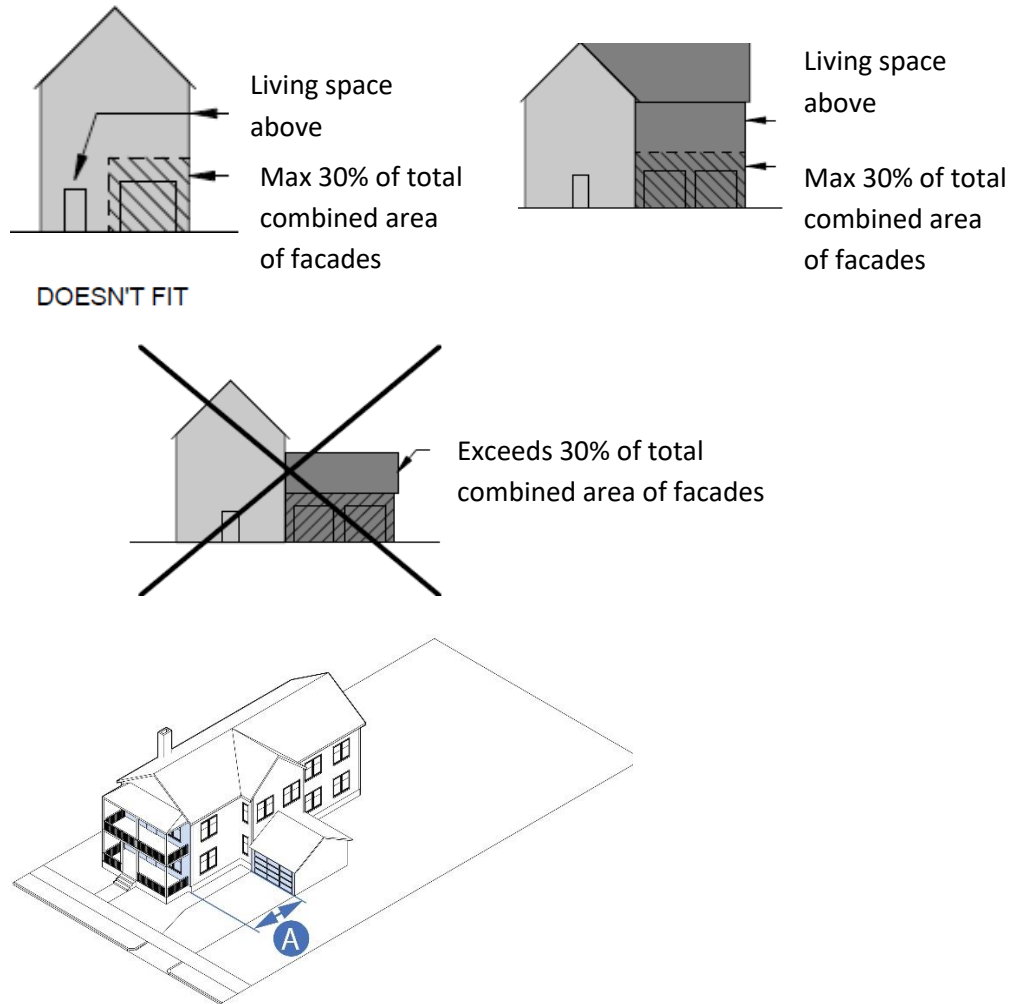 Living space
above
Max 30% of total
combined area
of facades
Living space
above
Max 30% of total
combined area
of facades
DOESN'T FIT
Exceeds 30% of total
combined area of facades
A